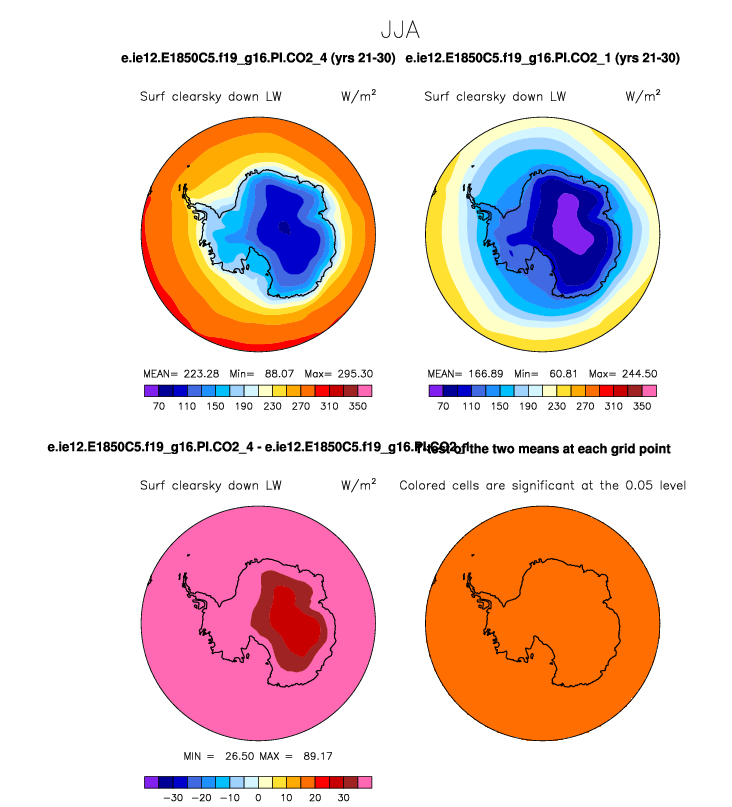 JJA
e.ie12.E1850C5.f19_g16.PI.CO2_4 (yrs 21-30) e.ie12.E1850C5.f19_g16.PI.CO2_1 (yrs 21-30)
Surf clearsky down LW W/m² Surf clearsky down LW W/m²
MEAN= 223.28 Min= 88.07 Max= 295.30 MEAN= 166.89 Min= 60.81 Max= 244.50
70 110 150 190 230 270 310 350 70 110 150 190 230 270 310 350
e.ie12.E1850C5.f19_g16.PI.CO2_4 - e.ie12.E1850C5.f19_g16.PI.CO2_1 T-test of the two means at each grid point
Surf clearsky down LW W/m² Colored cells are significant at the 0.05 level
MIN = 26.50 MAX = 89.17
−30 −20 −10 0 10 20 30